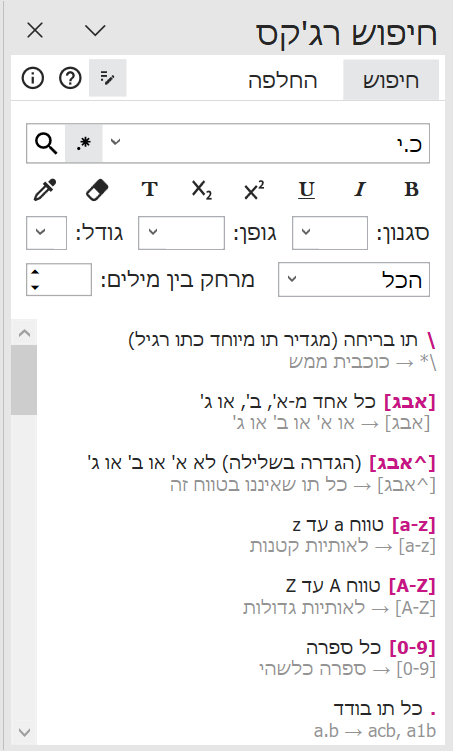 חיפוש רג'קס
חיפוש החלפה
כ.י .*
B I U X² X₂ T
סגנון: גופן: גודל:
הכל מרחק בין מילים:
\ תו בריחה (מגדיר תו מיוחד כתו רגיל)
\* → כוכבית ממש
[אבג] כל אחד מ-א', ב', או ג'
[אבג] → או א' או ב' או ג'
[^אבג] (הגדרה בשלילה) לא א' או ב' או ג'
[^אבג] → כל תו שאיננו בטווח זה
[a-z] טווח a עד z
[a-z] → לאותיות קטנות
[A-Z] טווח A עד Z
[A-Z] → לאותיות גדולות
[0-9] כל ספרה
[0-9] → ספרה כלשהי
. כל תו בודד
a.b → acb, a1b